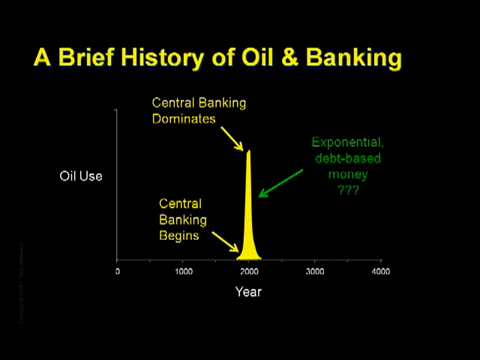 A Brief History of Oil & Banking
Central Banking
Dominates
Exponential,
debt-based
money
???
Oil Use
Central
Banking
Begins
0 1000 2000 3000 4000
Year